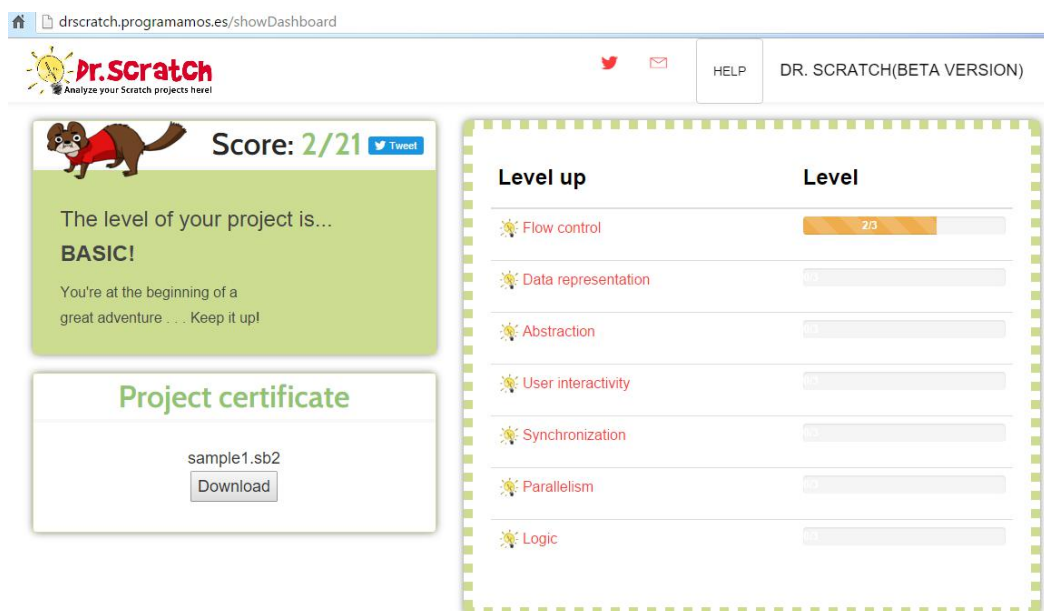 drscratch.programamos.es/showDashboard
Dr.Scratch
Analyze your Scratch projects here!
HELP
DR. SCRATCH(BETA VERSION)
Score: 2/21
Tweet
The level of your project is...
BASIC!
You're at the beginning of a
great adventure . . . Keep it up!
Project certificate
sample1.sb2
Download
Level up Level
Flow control 2/3
Data representation
Abstraction
User interactivity
Synchronization
Parallelism
Logic